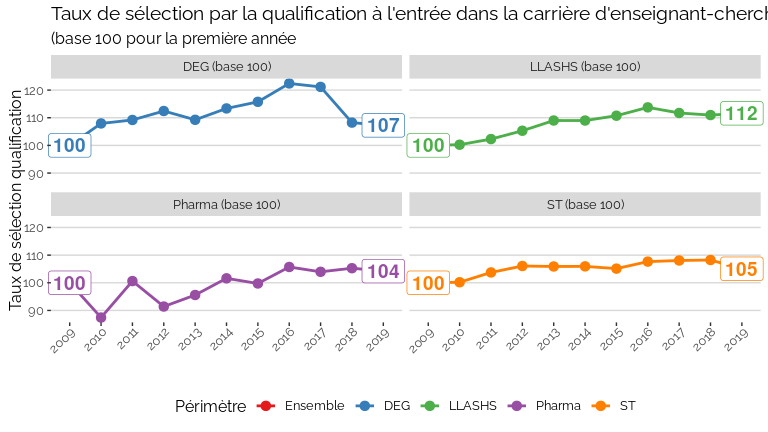 Taux de sélection par la qualification à l'entrée dans la carrière d'enseignant-cherch
(base 100 pour la première année
Taux de sélection qualification
DEG (base 100)
LLASHS (base 100)
120
110
100
90
100
107
100
112
Pharma (base 100)
ST (base 100)
120
110
100
90
100
104
100
105
2009 2010 2011 2012 2013 2014 2015 2016 2017 2018 2019
2009 2010 2011 2012 2013 2014 2015 2016 2017 2018 2019
Périmètre Ensemble DEG LLASHS Pharma ST